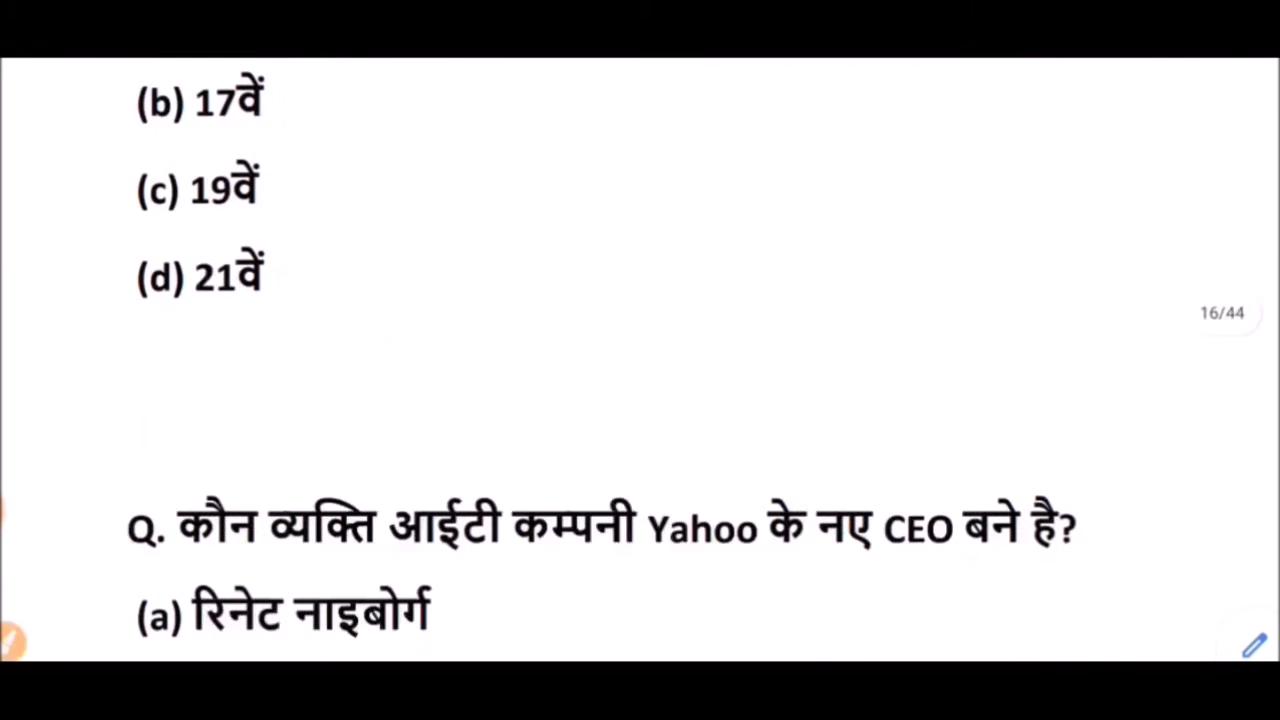 (b) 17वें
(c) 19वें
(d) 21वें
16/44
Q. कौन व्यक्ति आईटी कम्पनी Yahoo के नए CEO बने है?
(a) रिनेट नाइबोर्ग